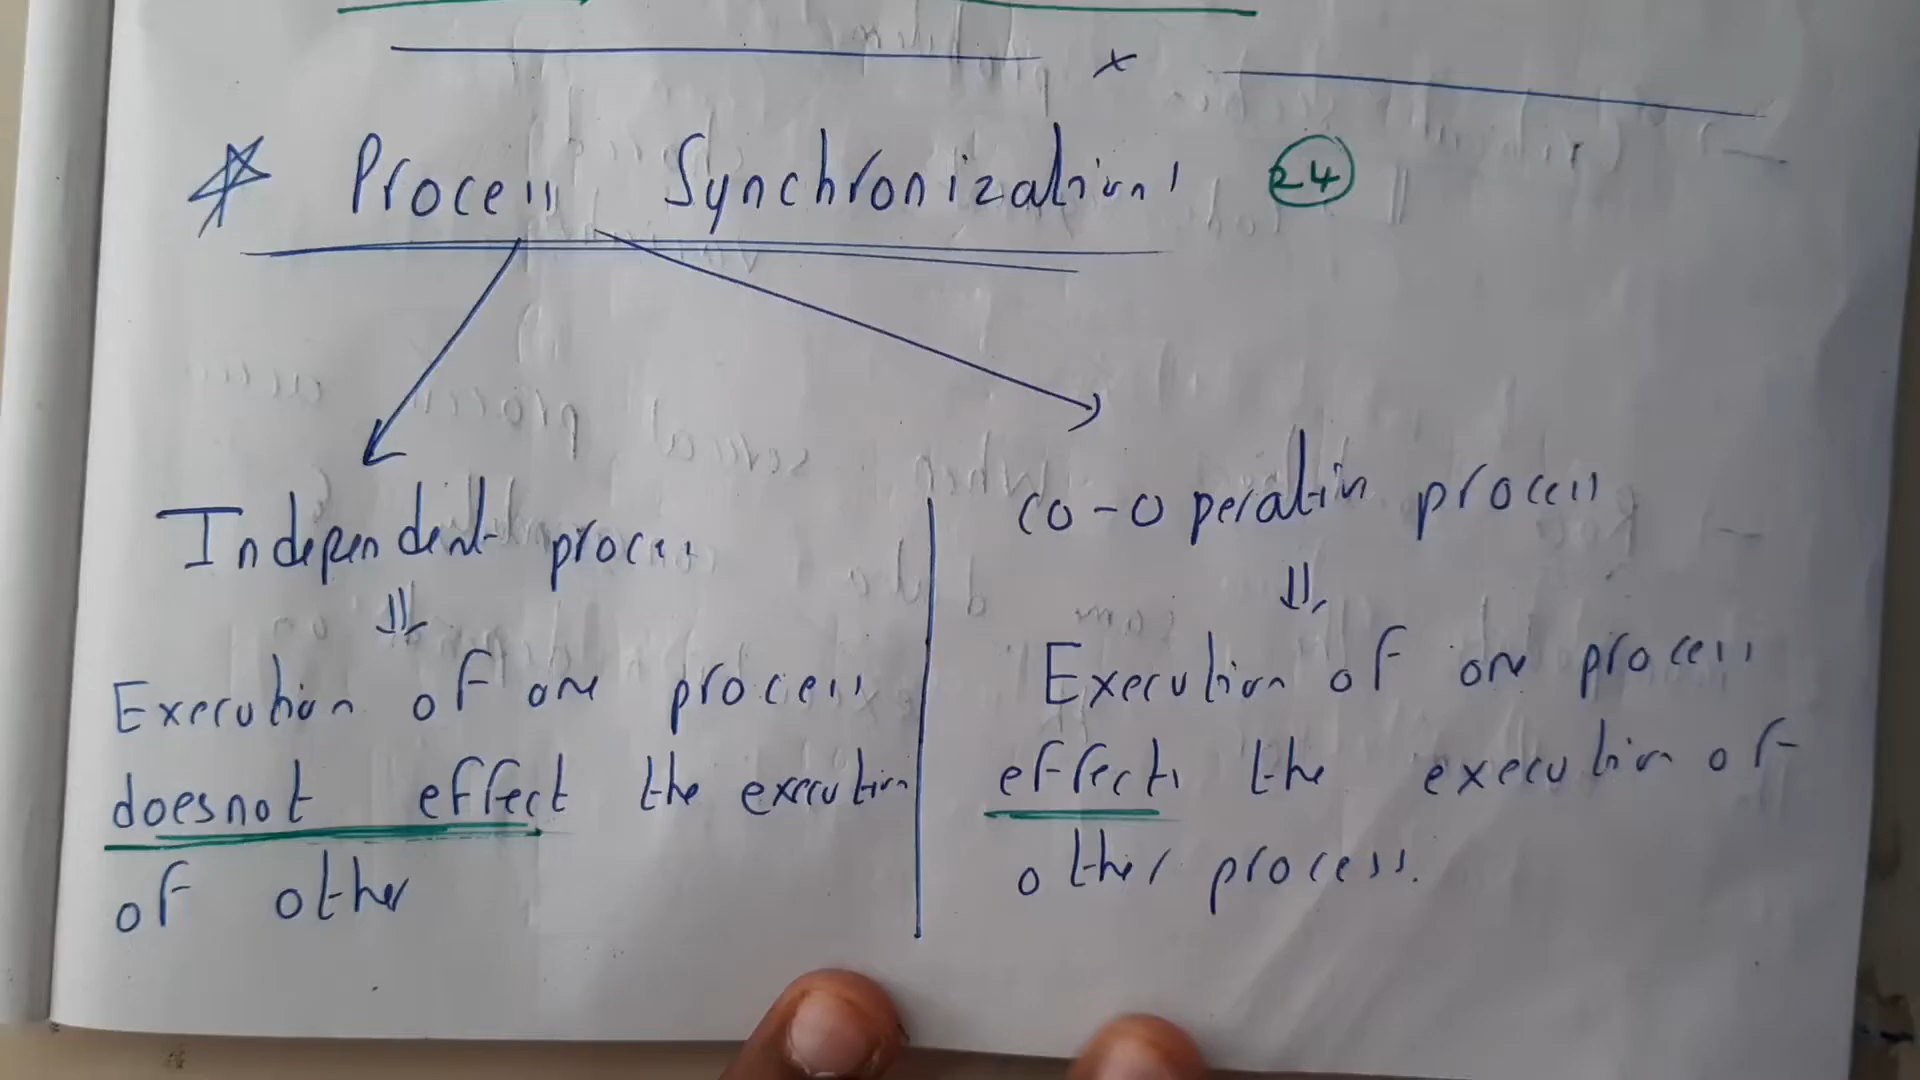 * Process Synchronization! 24
Independent process
Execution of one process
doesnot effect the execution
of other
co-operatin process
Execution of one process
effects the execution of
other process.